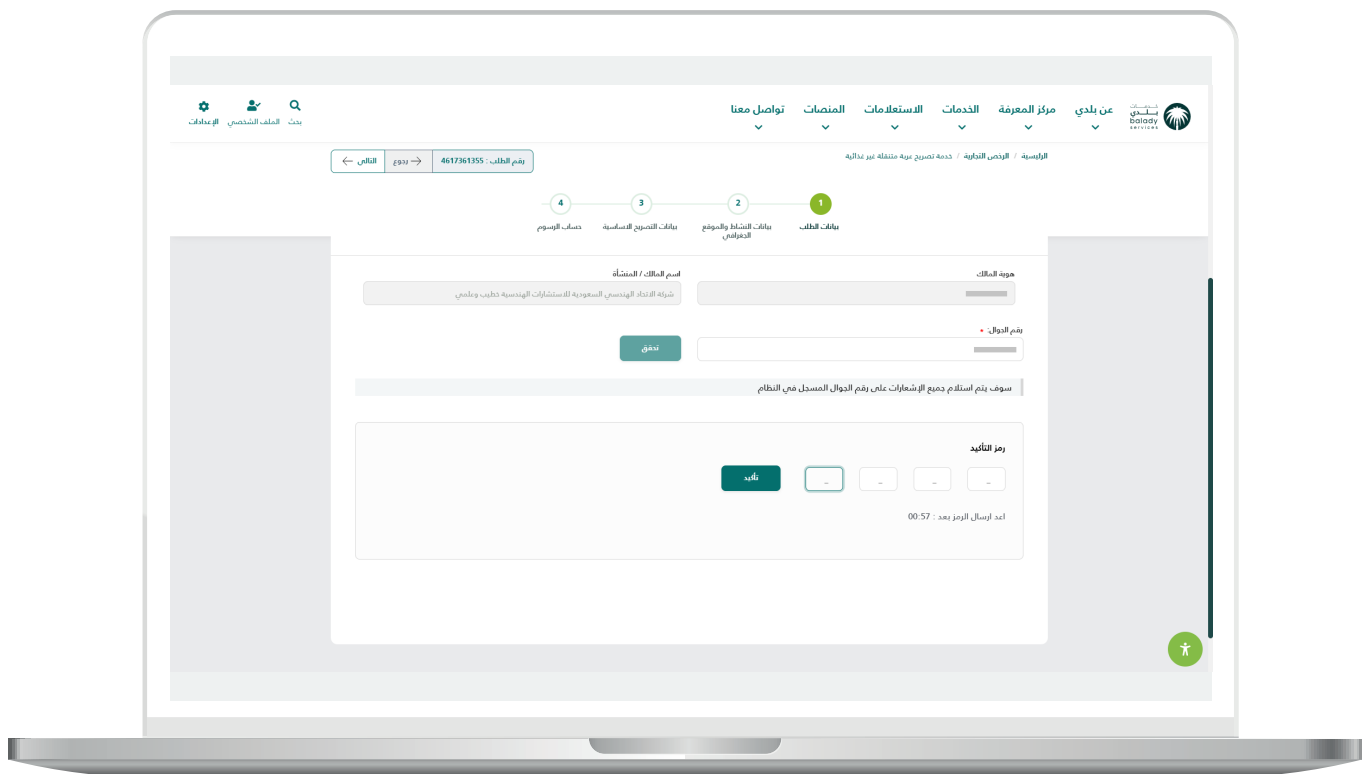 خدمات
بلدي
balady
services
عن بلدي
مركز المعرفة
الخدمات
الاستعلامات
المنصات
تواصل معنا
بحث
الملف الشخصي
الإعدادات
الرئيسية / الرخص التجارية / خدمة تصريح عربة متنقلة غير غذائية
رقم الطلب : 4617361355
رجوع
التالي
1
2
3
4
بيانات الطلب
بيانات النشاط والموقع الجغرافي
بيانات التصريح الاساسية
حساب الرسوم
هوية المالك
اسم المالك / المنشأة
شركة الاتحاد الهندسي السعودية للاستشارات الهندسية خطيب وعلمي
رقم الجوال: •
تحقق
سوف يتم استلام جميع الإشعارات على رقم الجوال المسجل في النظام
رمز التأكيد
_ _ _ _
تأكيد
اعد ارسال الرمز بعد : 00:57